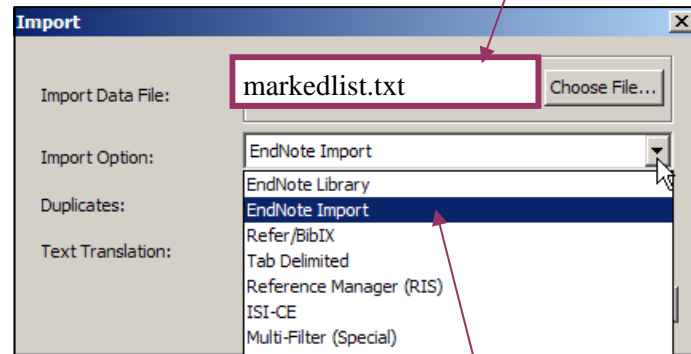 Import
Import Data File:
markedlist.txt
Choose File...
Import Option:
EndNote Import
EndNote Library
Duplicates:
EndNote Import
Refer/BibIX
Text Translation:
Tab Delimited
Reference Manager (RIS)
ISI-CE
Multi-Filter (Special)